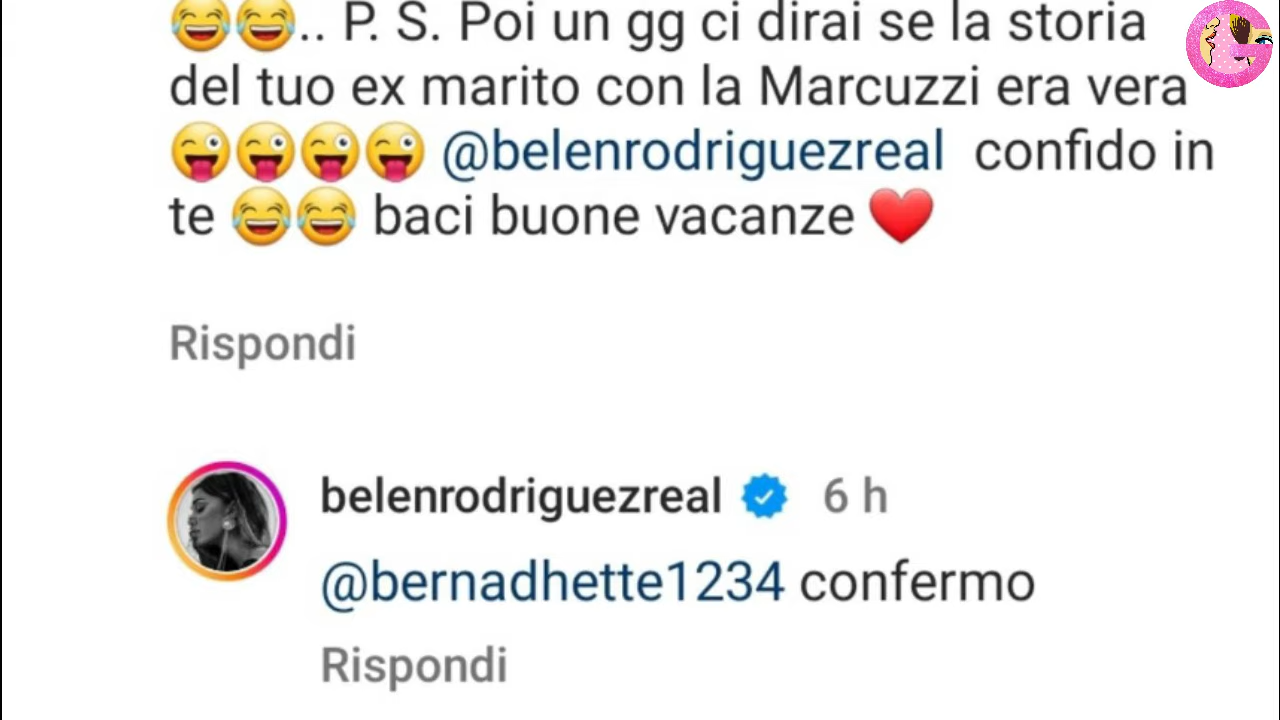 😂😂.. P. S. Poi un gg ci dirai se la storia
del tuo ex marito con la Marcuzzi era vera
😜😜😜😜 @belenrodriguezreal confido in
te 😂😂 baci buone vacanze ❤️
Rispondi
belenrodriguezreal 6 h
@bernadhette1234 confermo
Rispondi